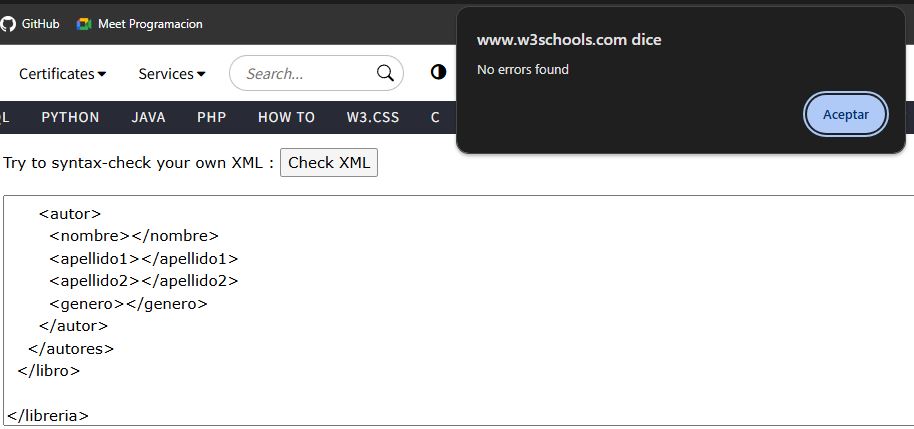 GitHub Meet Programacion
www.w3schools.com dice
No errors found
Aceptar
Certificates Services Search...
QL PYTHON JAVA PHP HOW TO W3.CSS C
Try to syntax-check your own XML : Check XML
<autor>
<nombre></nombre>
<apellido1></apellido1>
<apellido2></apellido2>
<genero></genero>
</autor>
</autores>
</libro>
</libreria>